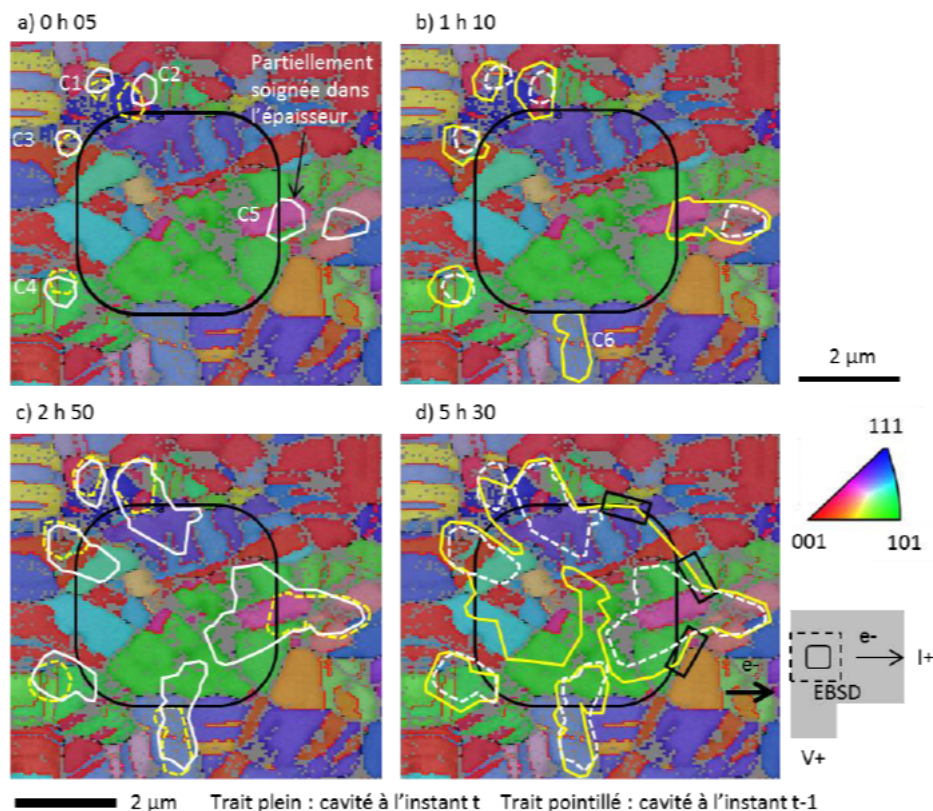 a) 0 h 05
b) 1 h 10
C1
C2
Partiellement
soignée dans
l'épaisseur
C3
C5
C4
C6
2 µm
c) 2 h 50
d) 5 h 30
111
001
101
e-
e-
I+
EBSD
V+
2 µm
Trait plein : cavité à l'instant t
Trait pointillé : cavité à l'instant t-1